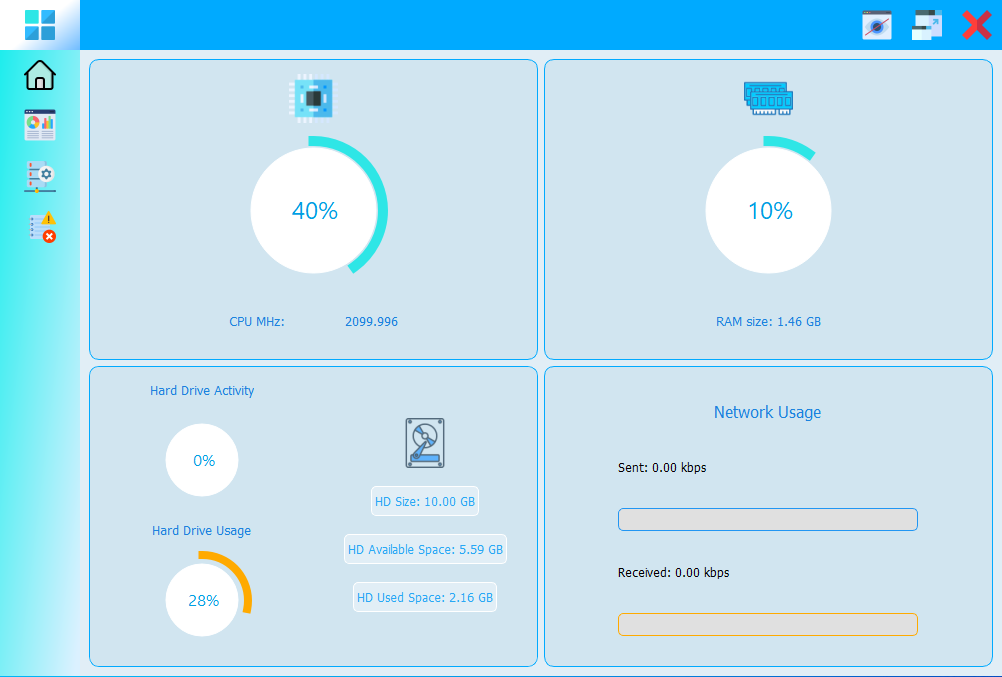 40%
CPU MHz: 2099.996
10%
RAM size: 1.46 GB
Hard Drive Activity
0%
Hard Drive Usage
28%
HD Size: 10.00 GB
HD Available Space: 5.59 GB
HD Used Space: 2.16 GB
Network Usage
Sent: 0.00 kbps
Received: 0.00 kbps